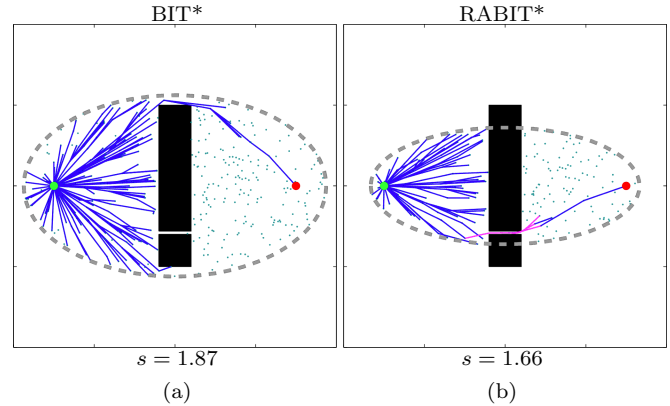 BIT*
RABIT*
s = 1.87
s = 1.66
(a)
(b)